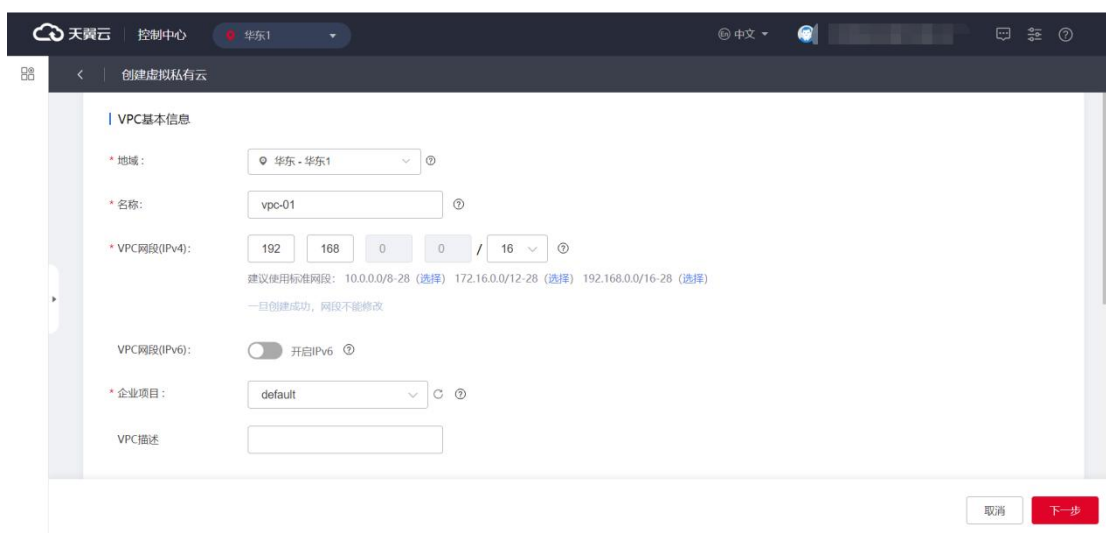 天翼云 控制中心 华东1 中文
创建虚拟私有云
VPC基本信息
* 地域： 华东 - 华东1
* 名称： vpc-01
* VPC网段(IPv4)： 192 168 0 0 / 16
建议使用标准网段： 10.0.0.0/8-28（选择） 172.16.0.0/12-28（选择） 192.168.0.0/16-28（选择）
一旦创建成功，网段不能修改
VPC网段(IPv6)： 开启IPv6
* 企业项目： default
VPC描述
取消 下一步